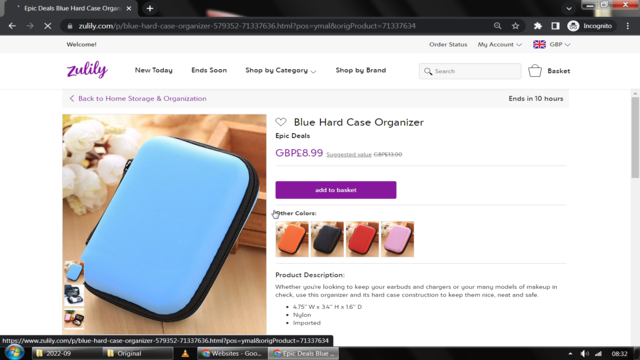 Epic Deals Blue Hard Case Organi
zulily.com/p/blue-hard-case-organizer-579352-71337636.html?pos=ymal&iorigProduct=71337634
Incognito
Welcome!
Order Status
My Account
GBP
zulily
New Today
Ends Soon
Shop by Category
Shop by Brand
Search
Basket
Back to Home Storage & Organization
Ends in 10 hours
Blue Hard Case Organizer
Epic Deals
GBP£8.99 Suggested value GBP£13.00
add to basket
Other Colors:
Product Description:
Whether you're looking to keep your earbuds and chargers or your many models of makeup in
check, use this organizer and its hard case construction to keep them nice, neat and safe.
• 4.75'' W x 3.4'' H x 1.6'' D
• Nylon
• Imported
https://www.zulily.com/p/blue-hard-case-organizer-579352-71337636.html?pos=ymal&iorigProduct=71337634
2022-09
Original
Websites - Goo...
Epic Deals Blue ...
08:32